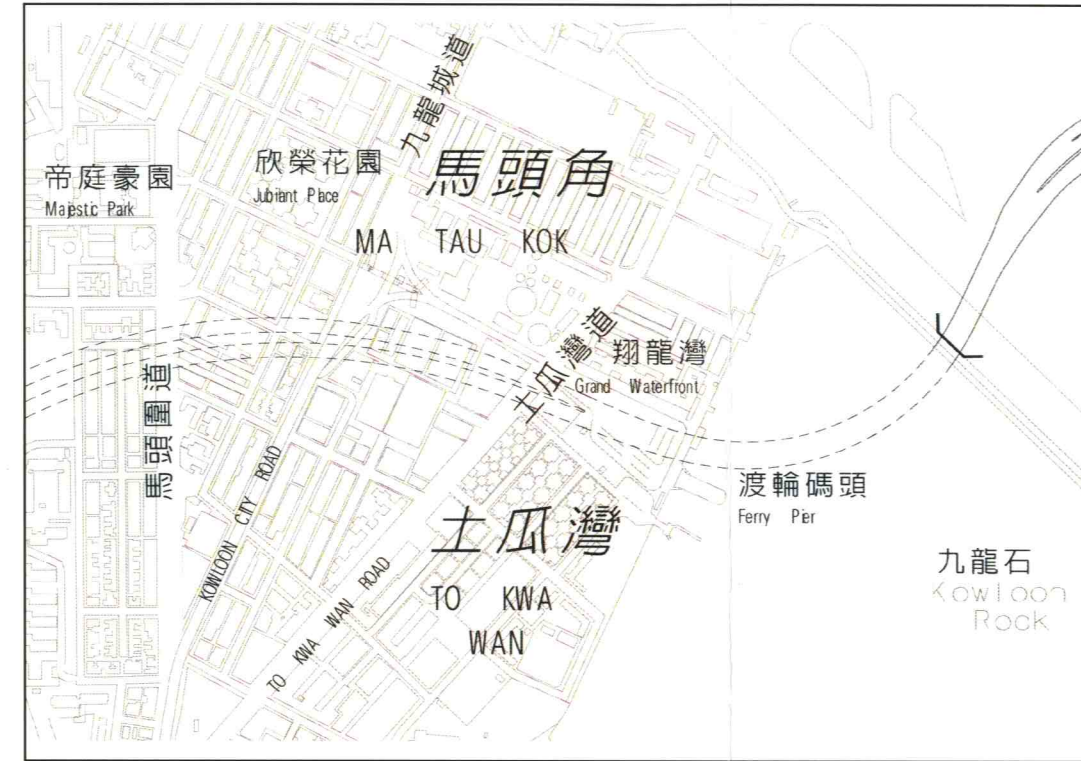 九龍城道
帝庭豪園
Majestic Park
欣榮花園
Jubiant Place
馬頭角
MA TAU KOK
土瓜灣道
翔龍灣
Grand Waterfront
馬頭圍道
KOWLOON CITY ROAD
TO KWA WAN ROAD
土瓜灣
TO KWA
WAN
渡輪碼頭
Ferry Pier
九龍石
Kowloon
Rock